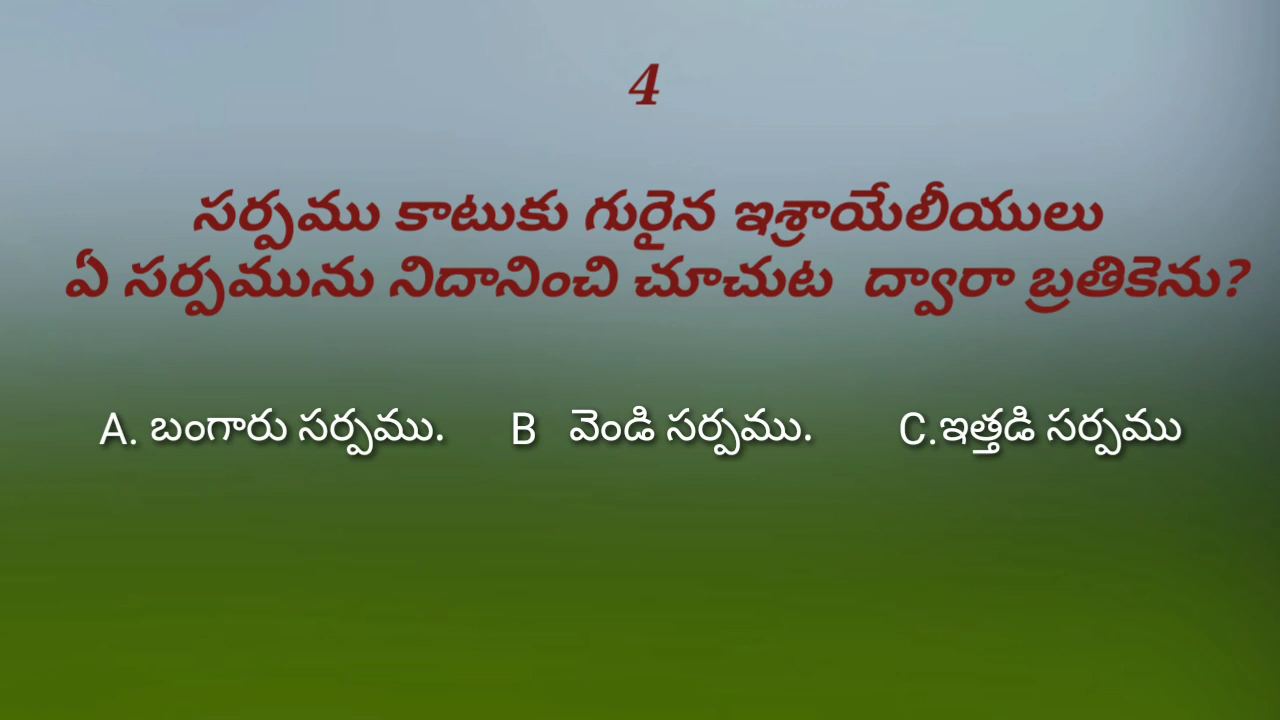 4
సర్పము కాటుకు గురైన ఇశ్రాయేలీయులు
ఏ సర్పమును నిదానించి చూచుట ద్వారా బ్రతికెను?
A. బంగారు సర్పము. B వెండి సర్పము. C.ఇత్తడి సర్పము